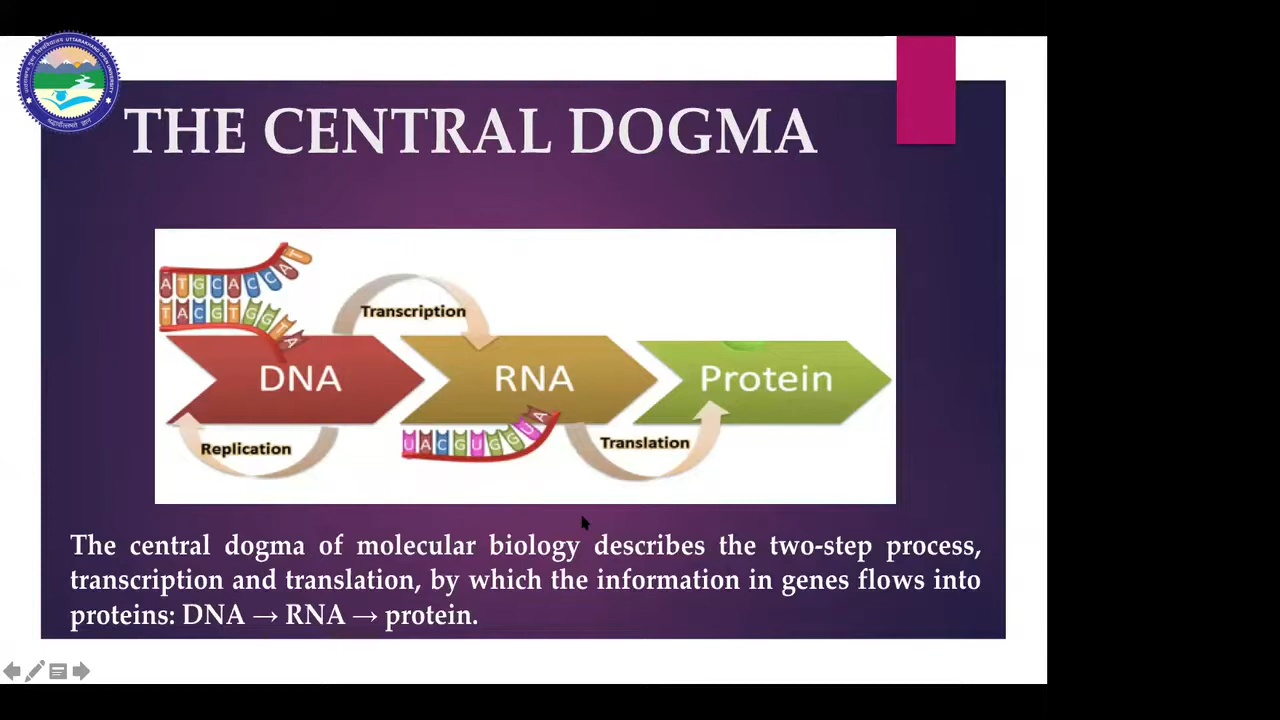 THE CENTRAL DOGMA
ATGCACCAT
TACGTGGTA
Transcription
DNA
RNA
Protein
Replication
UACGUGGUA
Translation
The central dogma of molecular biology describes the two-step process,
transcription and translation, by which the information in genes flows into
proteins: DNA → RNA → protein.